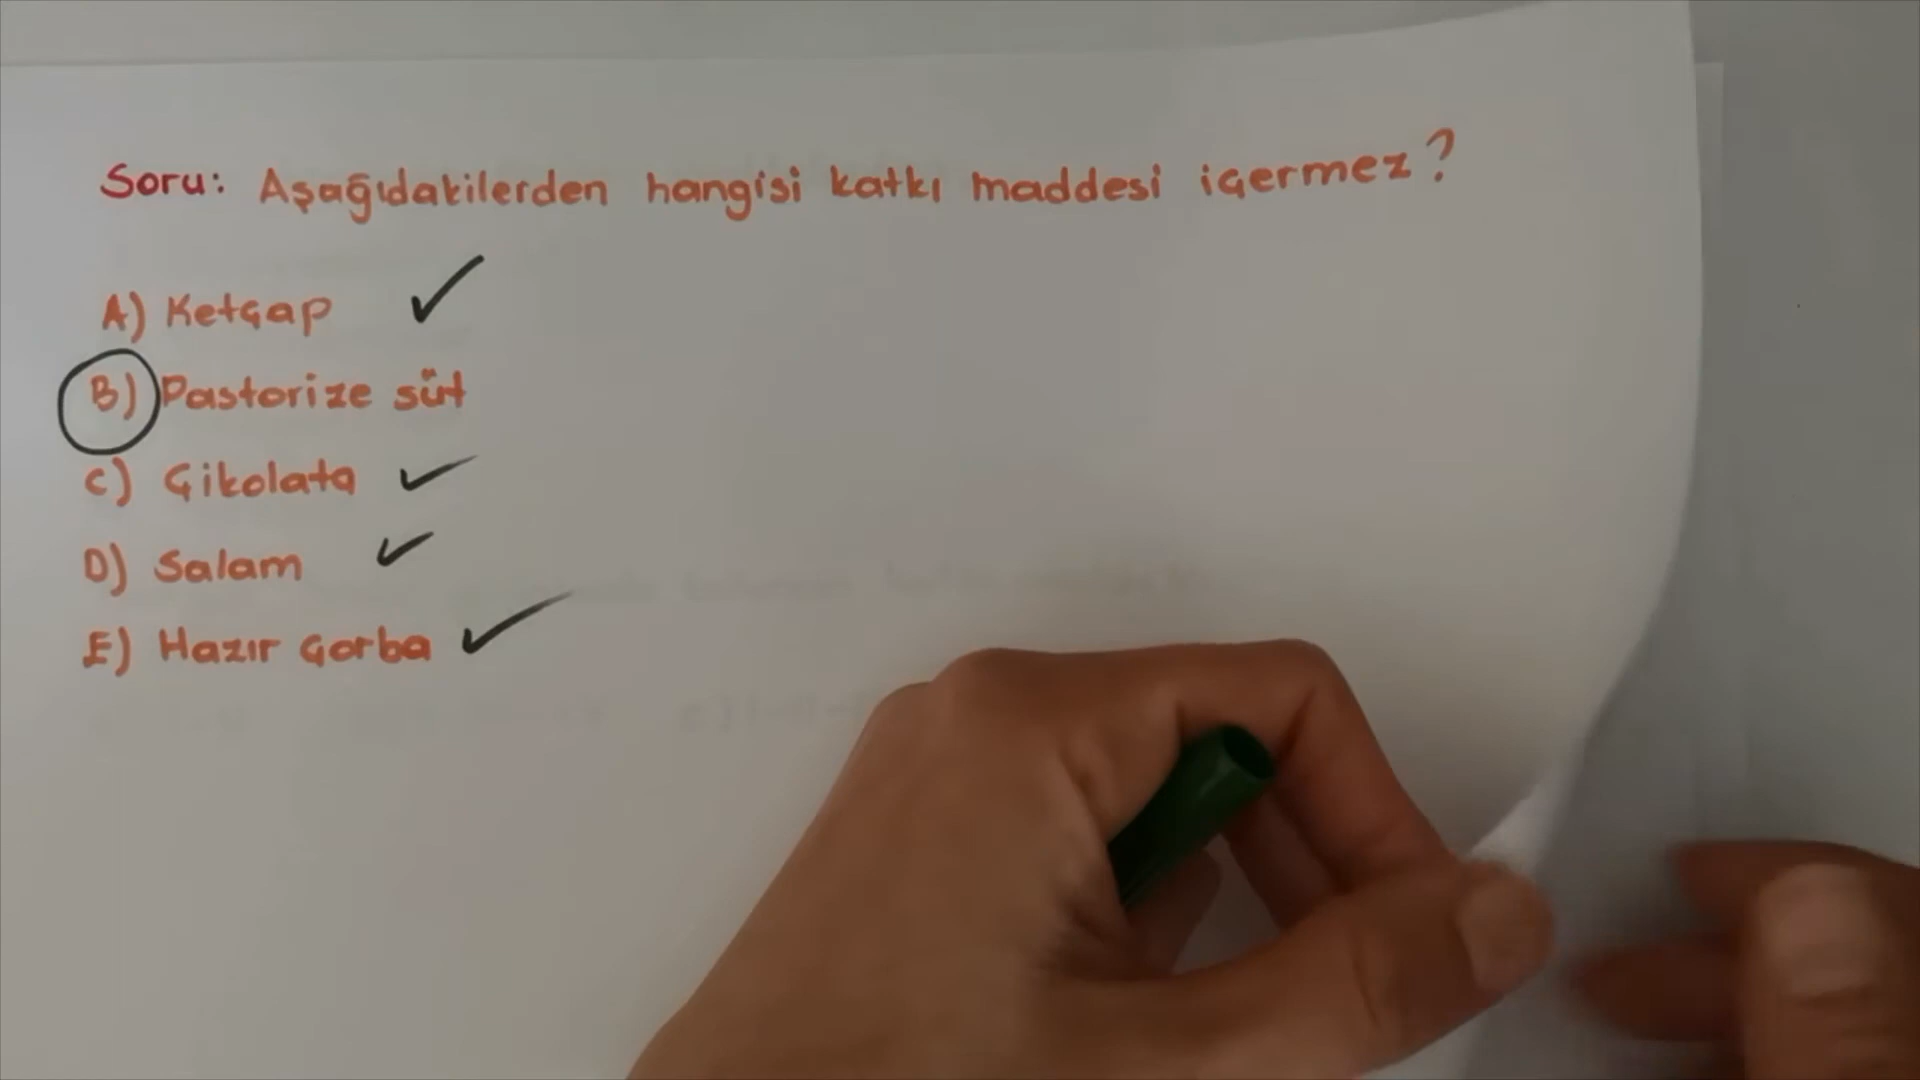 Soru: Aşağıdakilerden hangisi katkı maddesi içermez?
A) Ketçap
B) Pastorize süt
C) Çikolata
D) Salam
E) Hazır Çorba